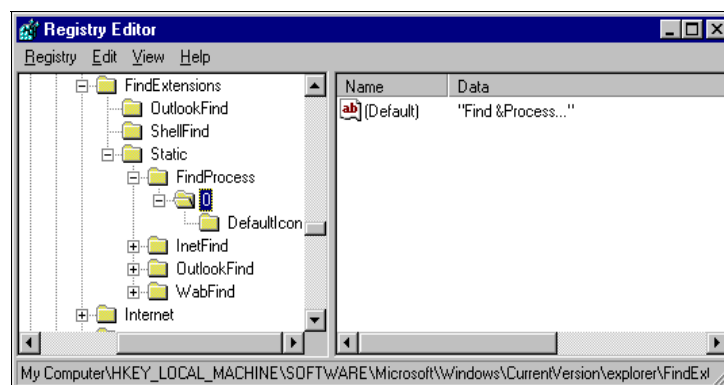 Registry Editor
Registry Edit View Help
FindExtensions
OutlookFind
ShellFind
Static
FindProcess
0
DefaultIcon
InetFind
OutlookFind
WabFind
Internet
Name Data
ab (Default) "Find &Process..."
My Computer\HKEY_LOCAL_MACHINE\SOFTWARE\Microsoft\Windows\CurrentVersion\explorer\FindExt